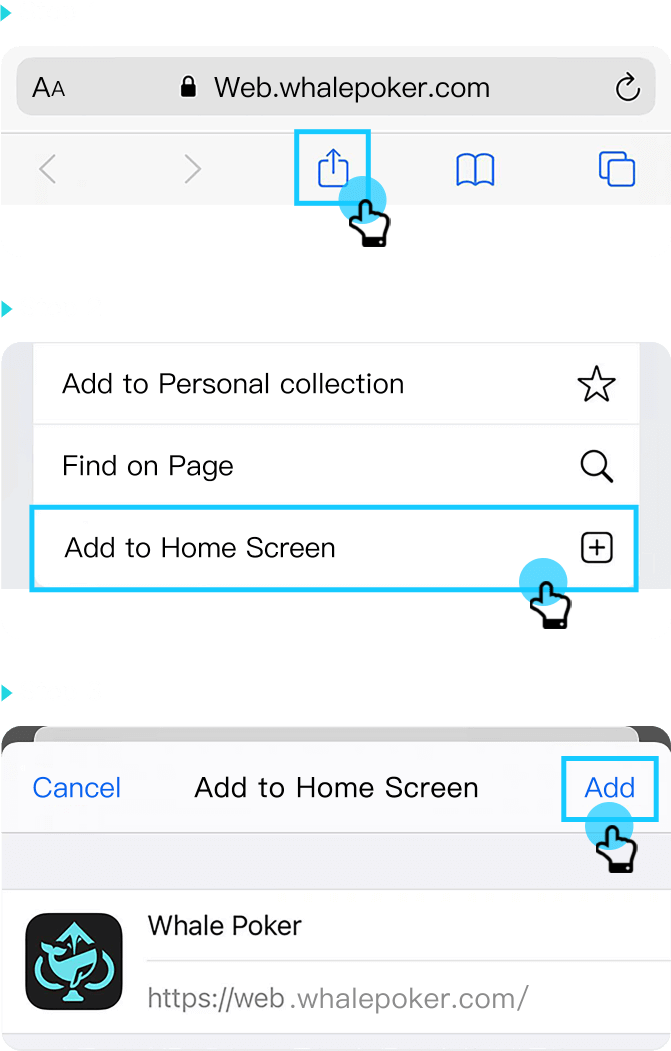 AA Web.whalepoker.com
Add to Personal collection
Find on Page
Add to Home Screen
Cancel Add to Home Screen Add
Whale Poker
https://web.whalepoker.com/